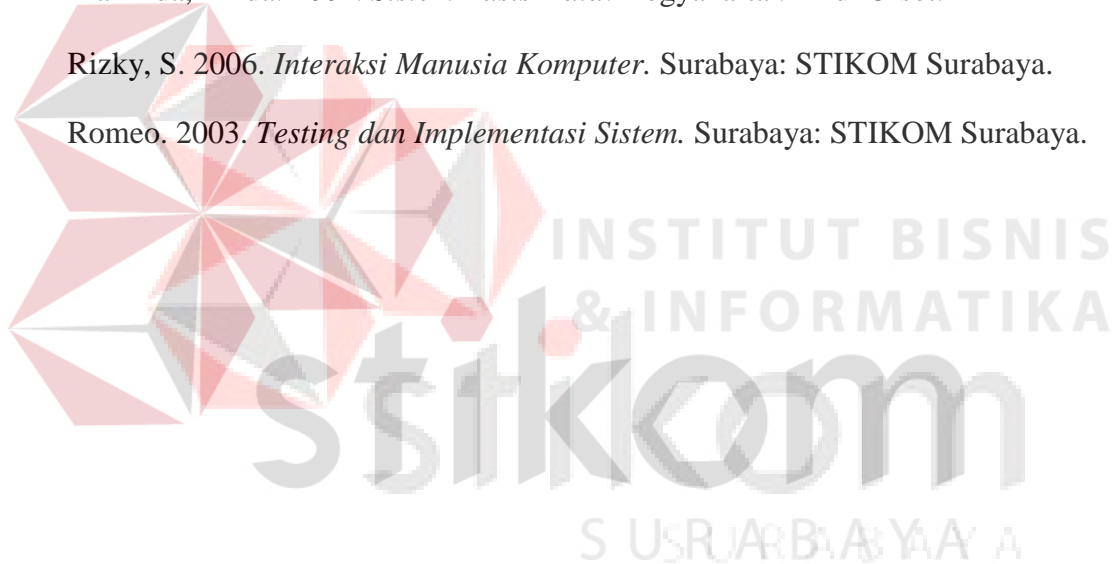 Rizky, S. 2006. Interaksi Manusia Komputer. Surabaya: STIKOM Surabaya.
Romeo. 2003. Testing dan Implementasi Sistem. Surabaya: STIKOM Surabaya.
INSTITUT BISNIS
& INFORMATIKA
stikom
SURABAYA